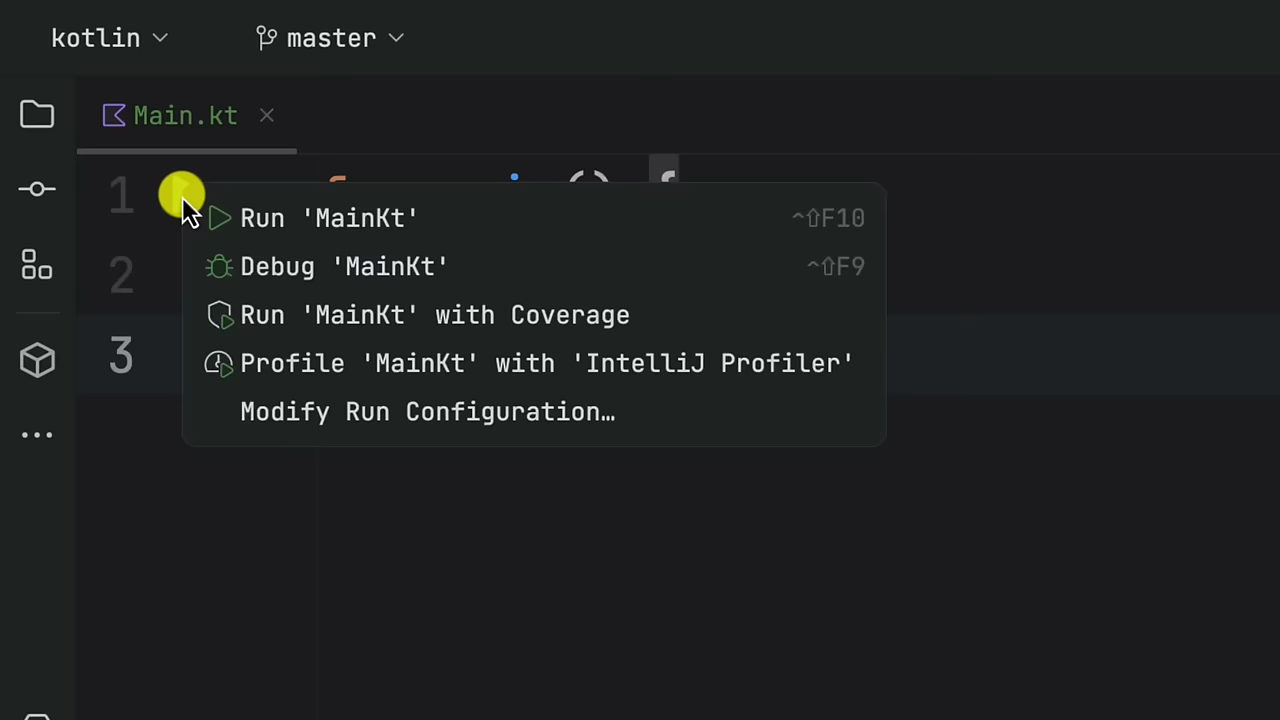 kotlin master
Main.kt
1
Run 'MainKt' ^⇧F10
2
Debug 'MainKt' ^⇧F9
Run 'MainKt' with Coverage
3
Profile 'MainKt' with 'IntelliJ Profiler'
Modify Run Configuration…